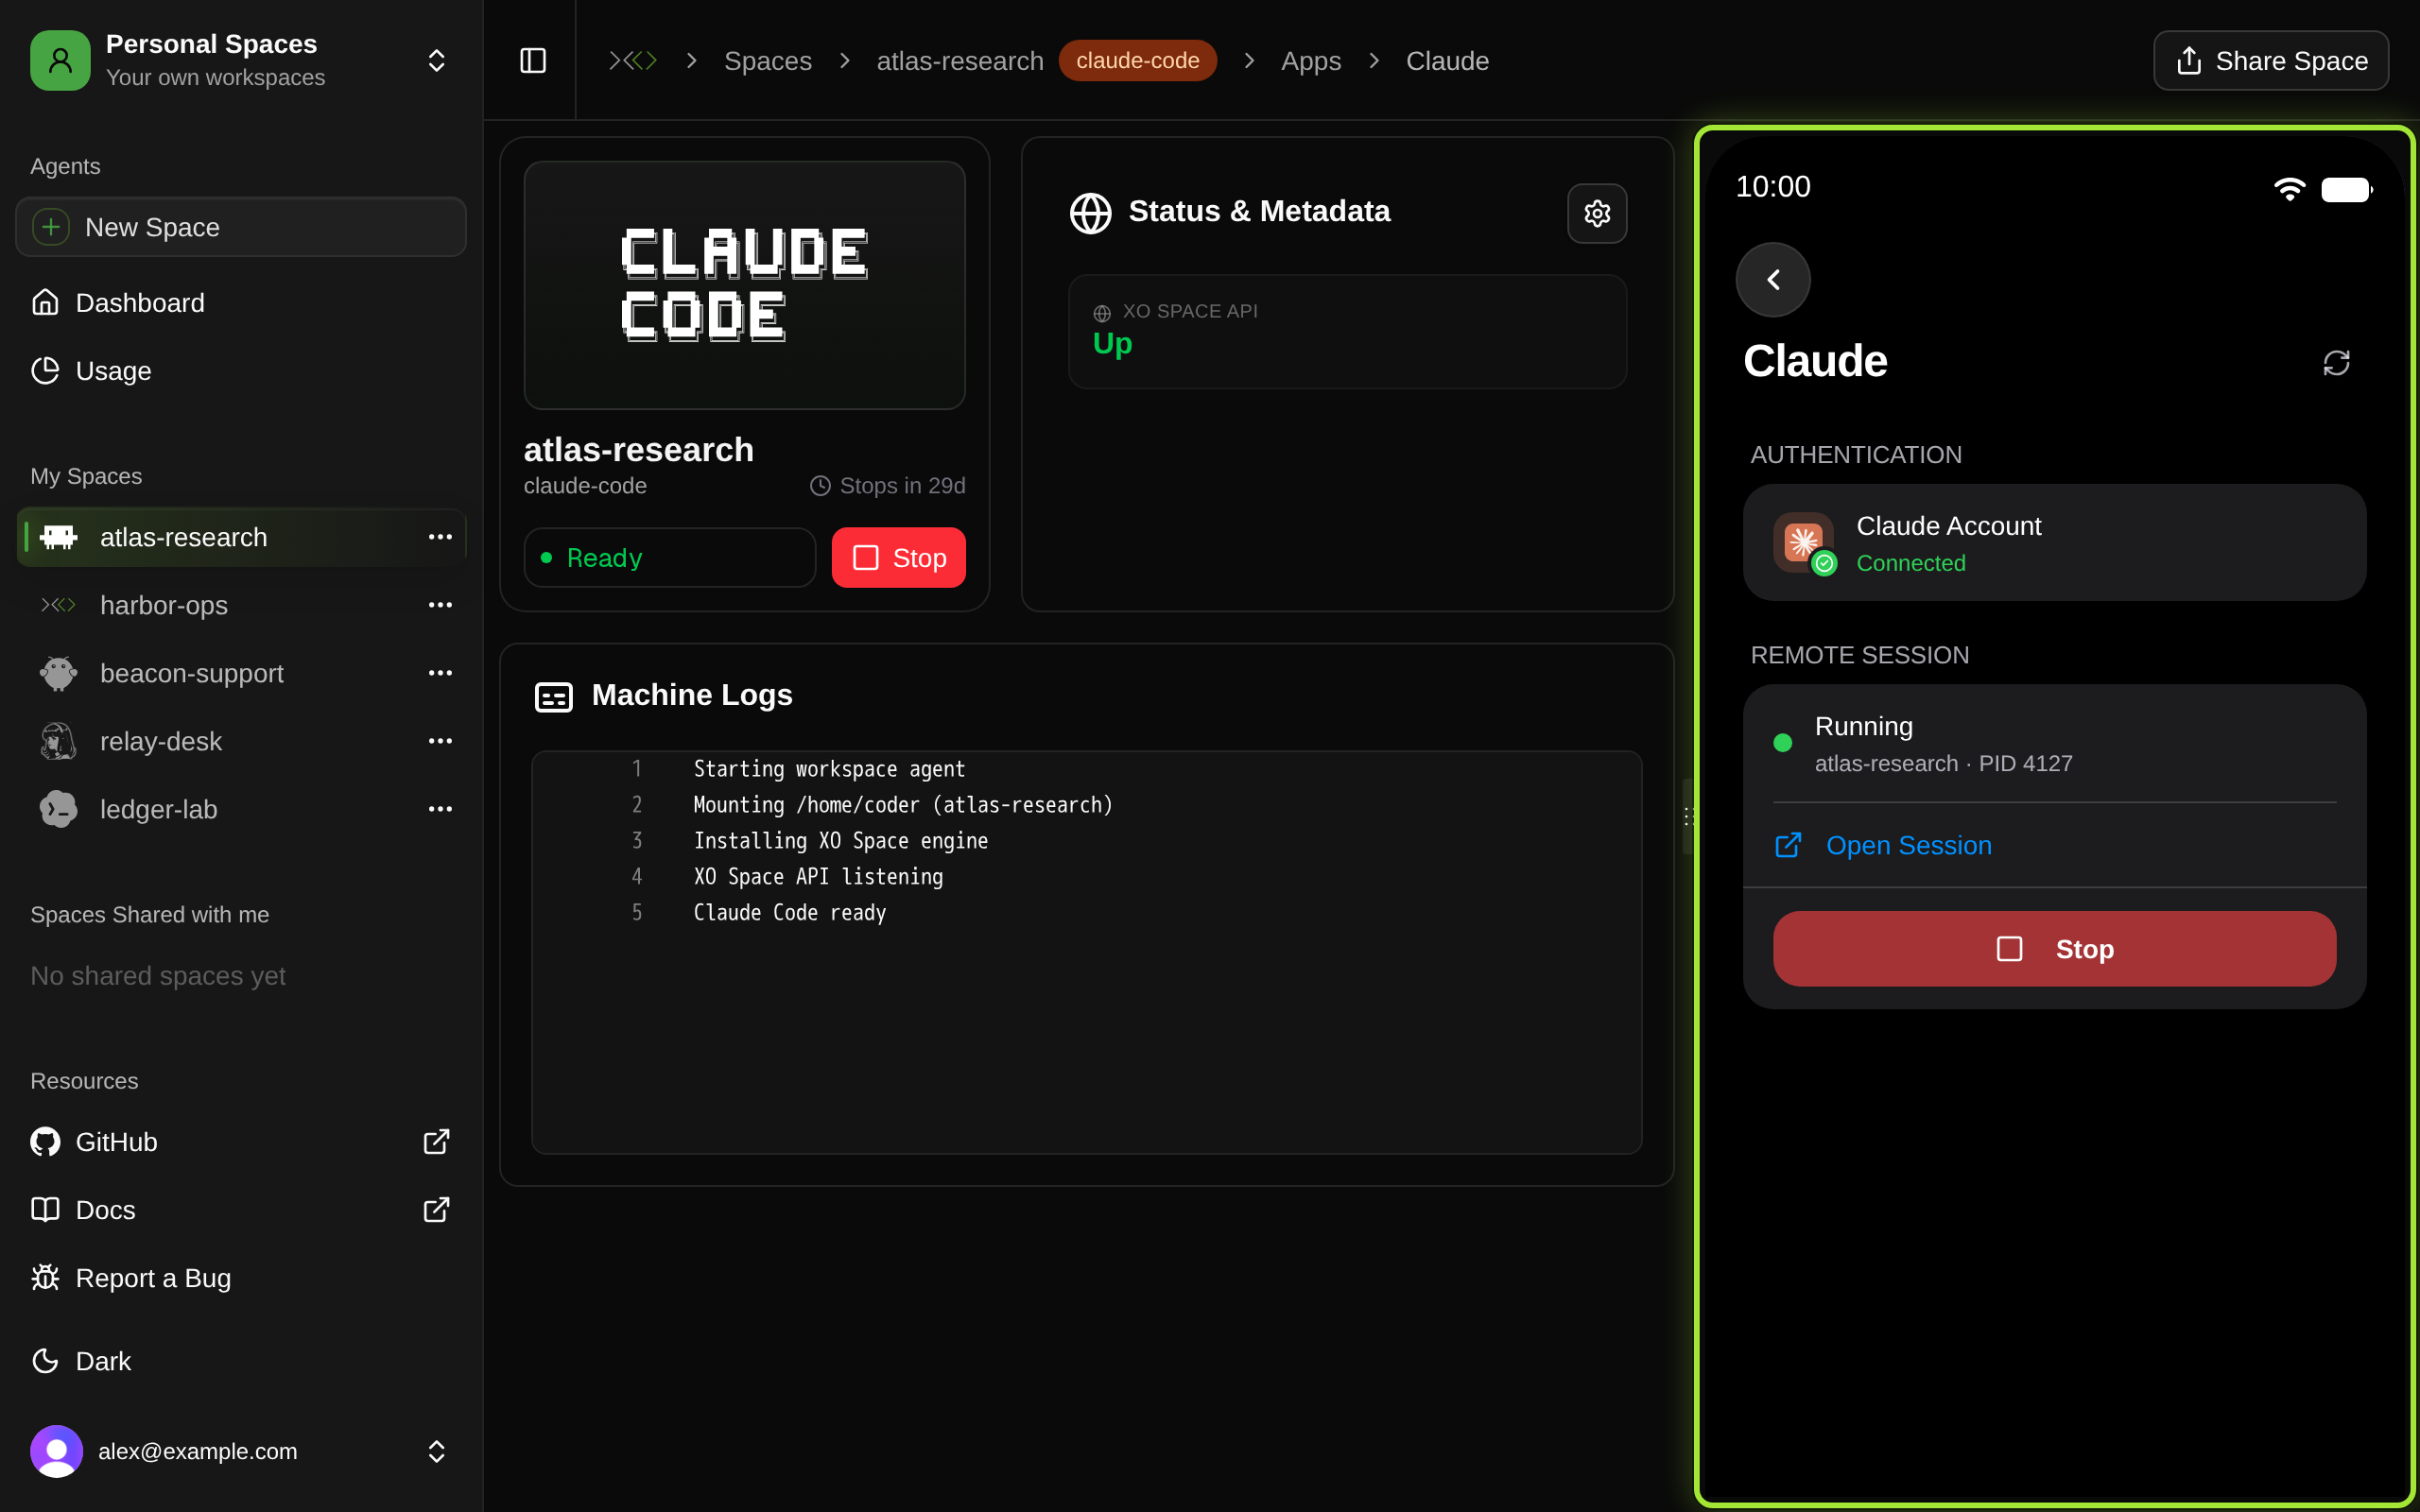 Personal Spaces
Your own workspaces
Agents
New Space
Dashboard
Usage
My Spaces
atlas-research
harbor-ops
beacon-support
relay-desk
ledger-lab
Spaces Shared with me
No shared spaces yet
Resources
GitHub
Docs
Report a Bug
Dark
alex@example.com
Spaces
atlas-research claude-code
Apps
Claude
Share Space
CLAUDE
CODE
atlas-research
claude-code
Stops in 29d
Ready
Stop
Status & Metadata
XO SPACE API
Up
Machine Logs
1 Starting workspace agent
2 Mounting /home/coder (atlas-research)
3 Installing XO Space engine
4 XO Space API listening
5 Claude Code ready
10:00
Claude
AUTHENTICATION
Claude Account
Connected
REMOTE SESSION
Running
atlas-research · PID 4127
Open Session
Stop